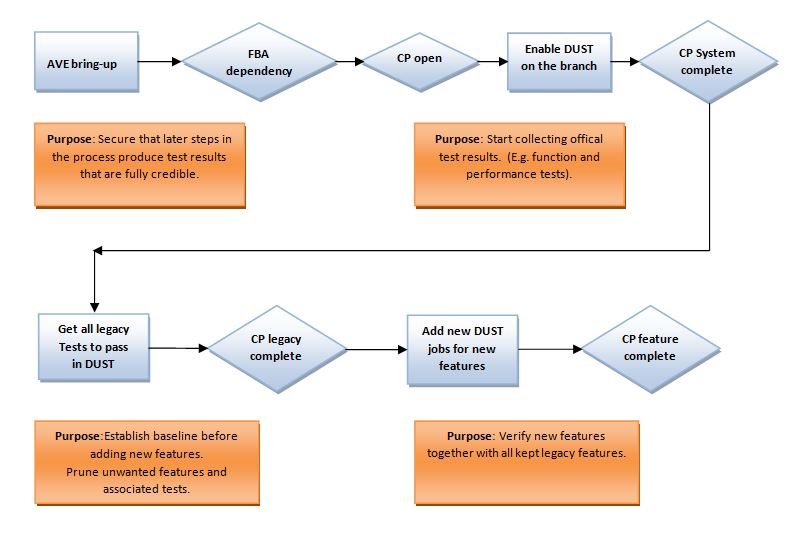 AVE bring-up
FBA
dependency
CP open
Enable DUST
on the branch
CP System
complete
Purpose: Secure that later steps in
the process produce test results
that are fully credible.
Purpose: Start collecting offical
test results. (E.g. function and
performance tests).
Get all legacy
Tests to pass
in DUST
CP legacy
complete
Add new DUST
jobs for new
features
CP feature
complete
Purpose:Establish baseline before
adding new features.
Prune unwanted features and
associated tests.
Purpose: Verify new features
together with all kept legacy features.